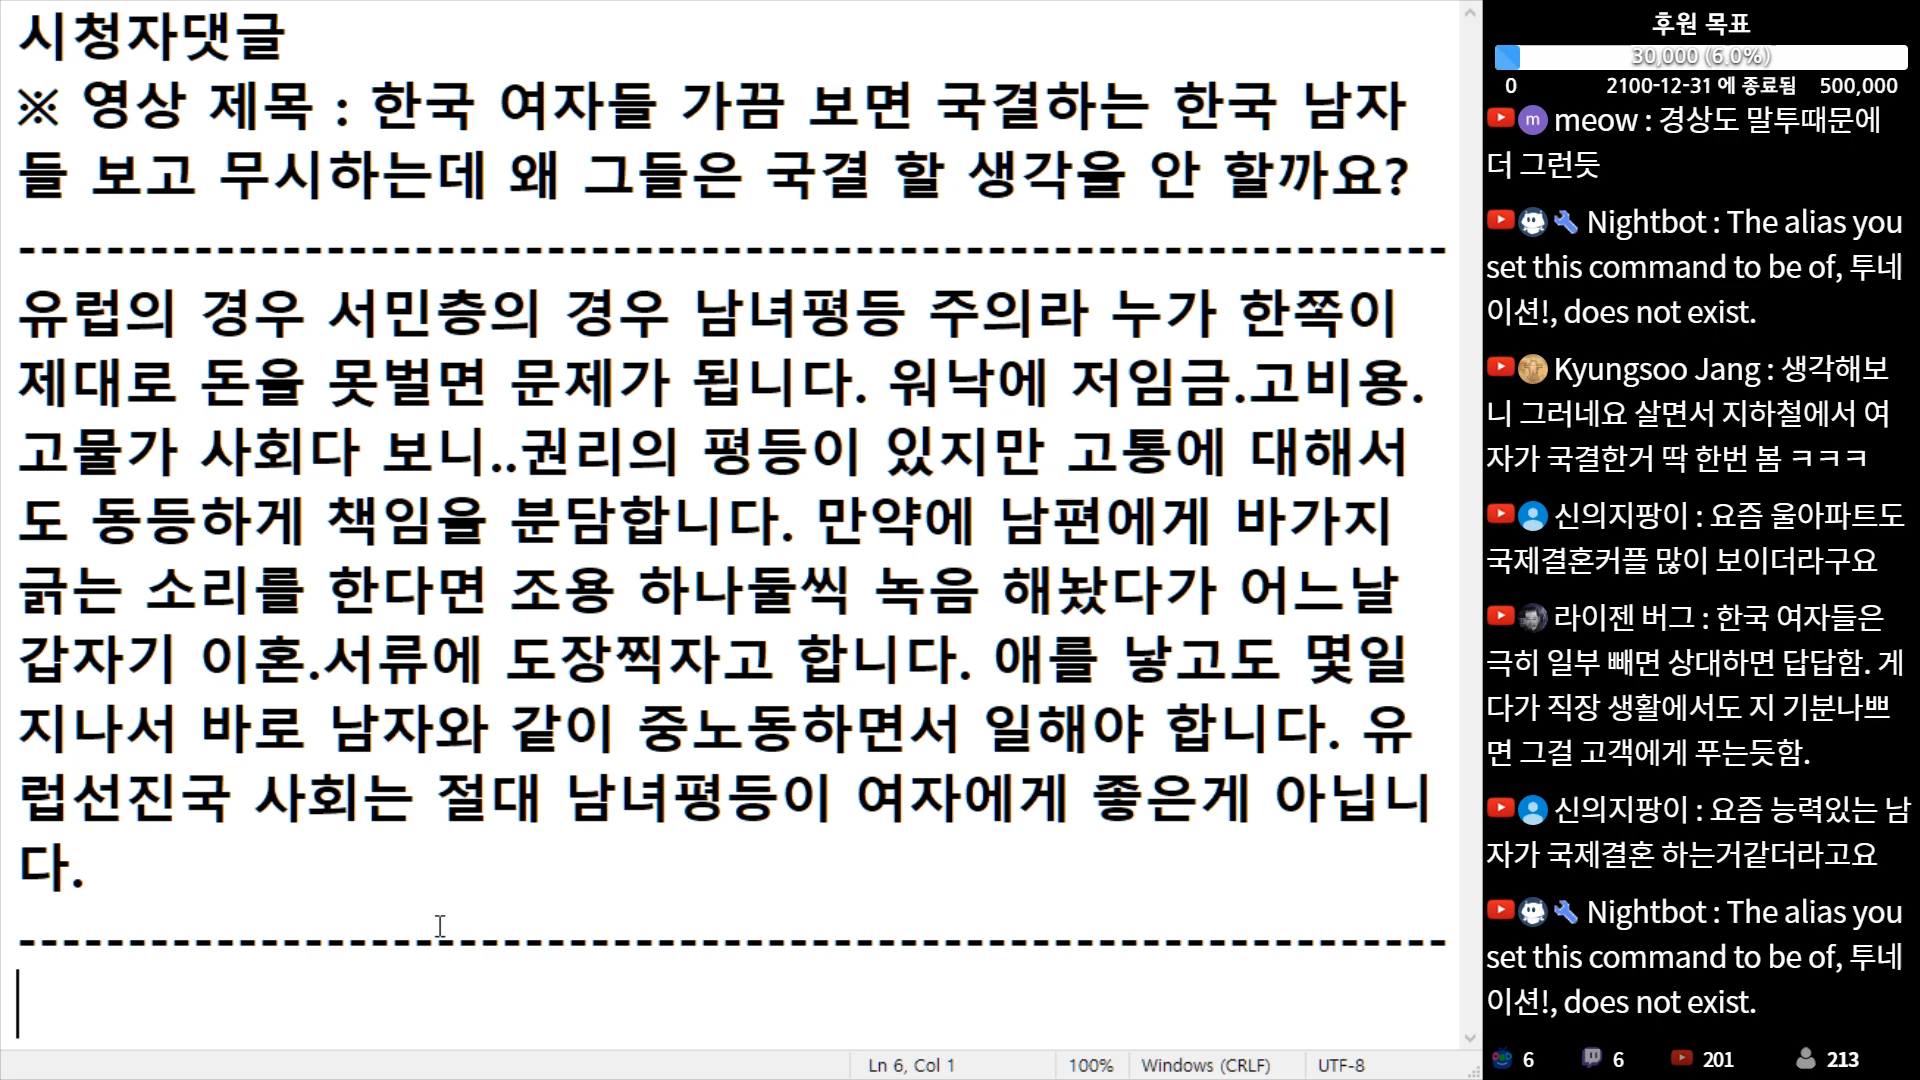 시청자댓글
※ 영상 제목 : 한국 여자들 가끔 보면 국결하는 한국 남자
들 보고 무시하는데 왜 그들은 국결 할 생각을 안 할까요?
------------------------------------------------------------------
유럽의 경우 서민층의 경우 남녀평등 주의라 누가 한쪽이
제대로 돈을 못벌면 문제가 됩니다. 워낙에 저임금.고비용.
고물가 사회다 보니..권리의 평등이 있지만 고통에 대해서
도 동등하게 책임을 분담합니다. 만약에 남편에게 바가지
긁는 소리를 한다면 조용 하나둘씩 녹음 해놨다가 어느날
갑자기 이혼.서류에 도장찍자고 합니다. 애를 낳고도 몇일
지나서 바로 남자와 같이 중노동하면서 일해야 합니다. 유
럽선진국 사회는 절대 남녀평등이 여자에게 좋은게 아닙니
다.
------------------------------------------------------------------
Ln 6, Col 1 100% Windows (CRLF) UTF-8
후원 목표
30,000 (6.0%)
0 2100-12-31 에 종료됨 500,000
m meow : 경상도 말투때문에
더 그런듯
Nightbot : The alias you
set this command to be of, 투네
이션!, does not exist.
Kyungsoo Jang : 생각해보
니 그러네요 살면서 지하철에서 여
자가 국결한거 딱 한번 봄 ㅋㅋㅋ
신의지팡이 : 요즘 울아파트도
국제결혼커플 많이 보이더라구요
라이젠 버그 : 한국 여자들은
극히 일부 빼면 상대하면 답답함. 게
다가 직장 생활에서도 지 기분나쁘
면 그걸 고객에게 푸는듯함.
신의지팡이 : 요즘 능력있는 남
자가 국제결혼 하는거같더라고요
Nightbot : The alias you
set this command to be of, 투네
이션!, does not exist.
6 6 201 213